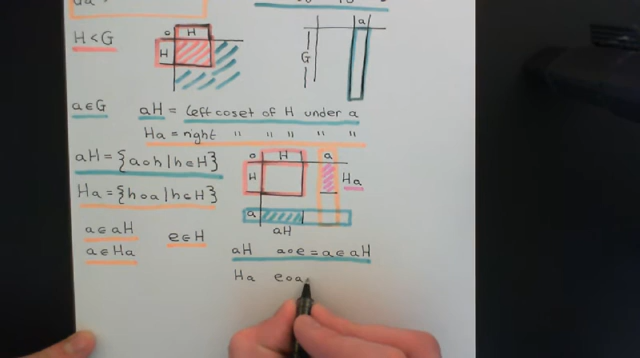 H<G
o H
H
a
G
a∈G
aH = left coset of H under a
Ha = right " " " " "
aH = {a∘h | h∈H}
Ha = {h∘a | h∈H}
o H a
H
Ha
a
aH
a∈aH
a∈Ha
e∈H
aH a∘e = a∈aH
Ha e∘a